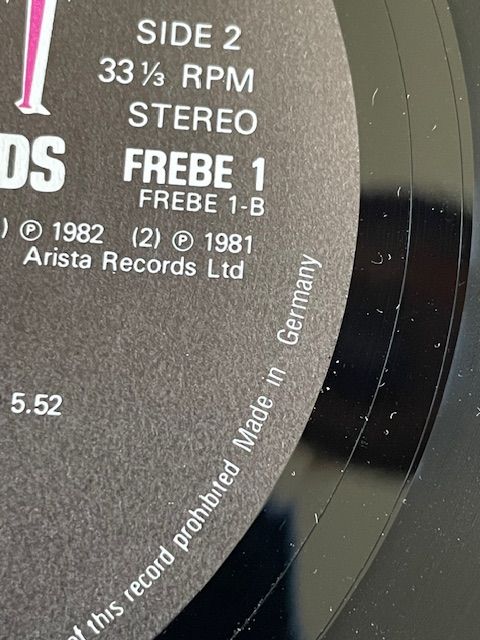 SIDE 2
33⅓ RPM
STEREO
DS
FREBE 1
FREBE 1-B
) ℗ 1982 (2) ℗ 1981
Arista Records Ltd
5.52
of this record prohibited Made in Germany